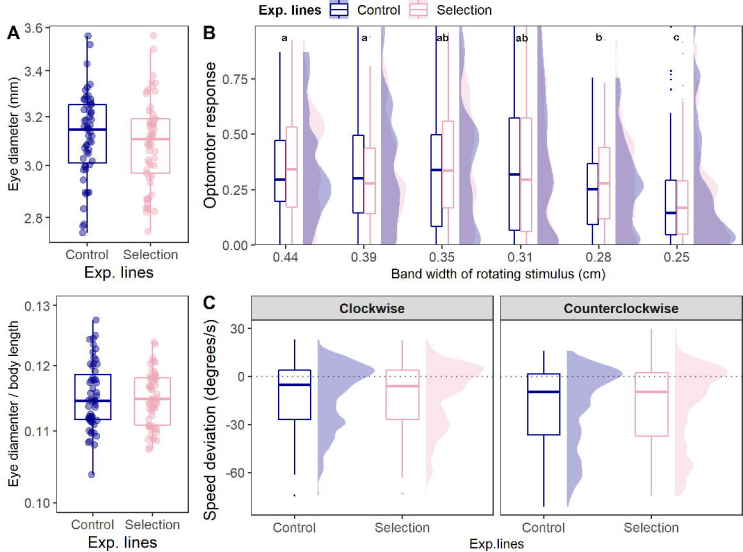 Exp. lines Control Selection
A
3.6
3.4
3.2
3.0
2.8
Eye diameter (mm)
Control Selection
Exp. lines
0.13
0.12
0.11
0.10
Eye diamenter / body length
Control Selection
Exp. lines
B
a a ab ab b c
0.75
0.50
0.25
0.00
Optomotor response
0.44 0.39 0.35 0.31 0.28 0.25
Band width of rotating stimulus (cm)
C
Clockwise Counterclockwise
30
0
-30
-60
Speed deviation (degrees/s)
Control Selection Control Selection
Exp.lines